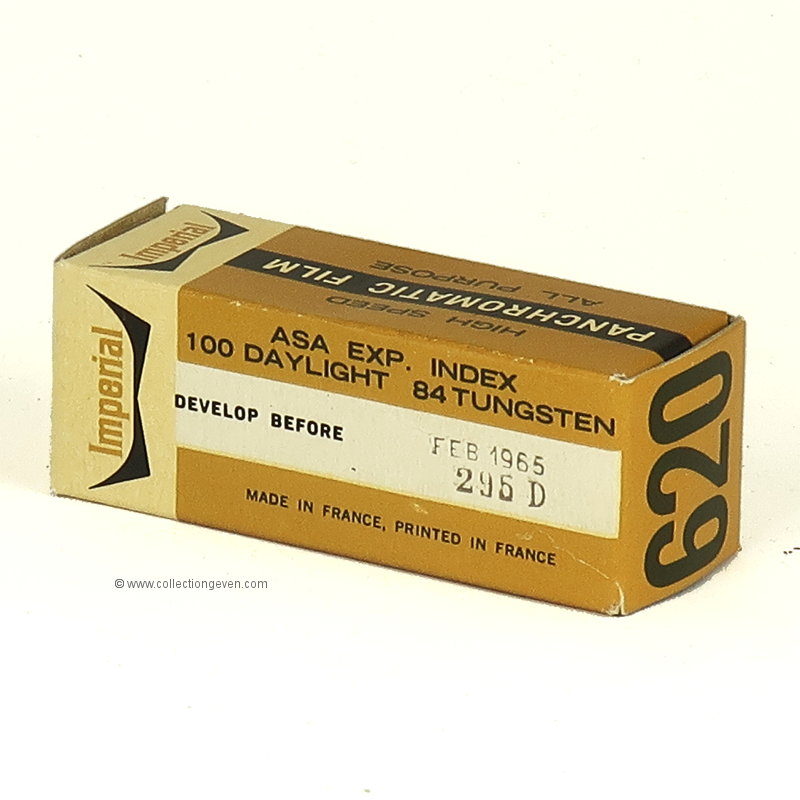 Imperial
HIGH SPEED
PANCHROMATIC FILM
ALL PURPOSE
Imperial
ASA EXP. INDEX
100 DAYLIGHT 84 TUNGSTEN
DEVELOP BEFORE
FEB 1965
295 D
MADE IN FRANCE, PRINTED IN FRANCE
620
© www.collectiongeven.com